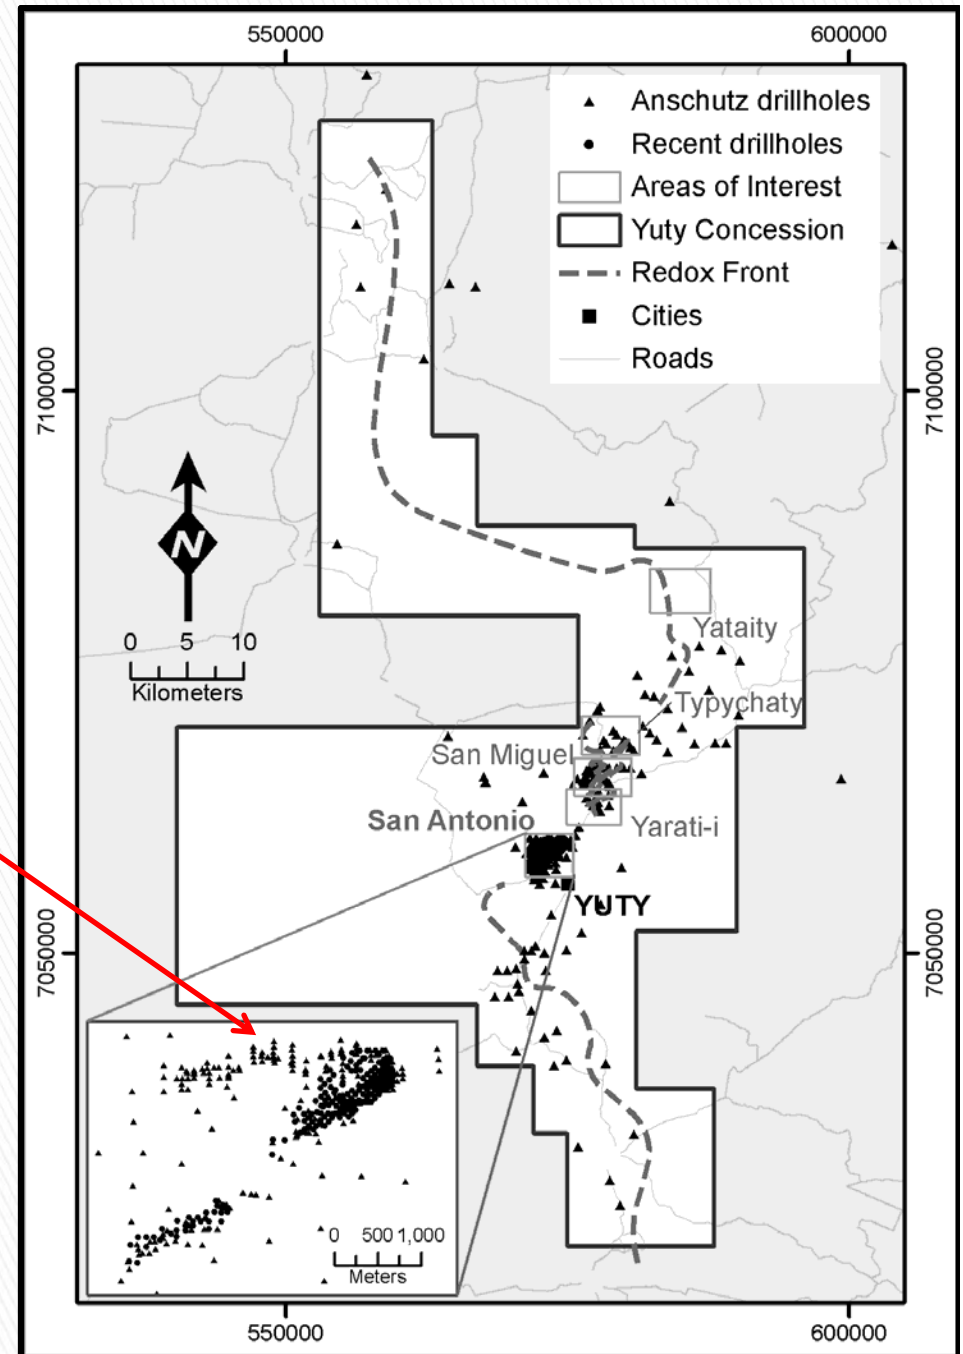 550000
600000
Anschutz drillholes
Recent drillholes
Areas of Interest
Yuty Concession
Redox Front
Cities
Roads
7100000
7100000
N
0 5 10
Kilometers
Yataity
Typychaty
San Miguel
San Antonio
Yarati-i
YUTY
7050000
7050000
0 500 1,000
Meters
550000
600000